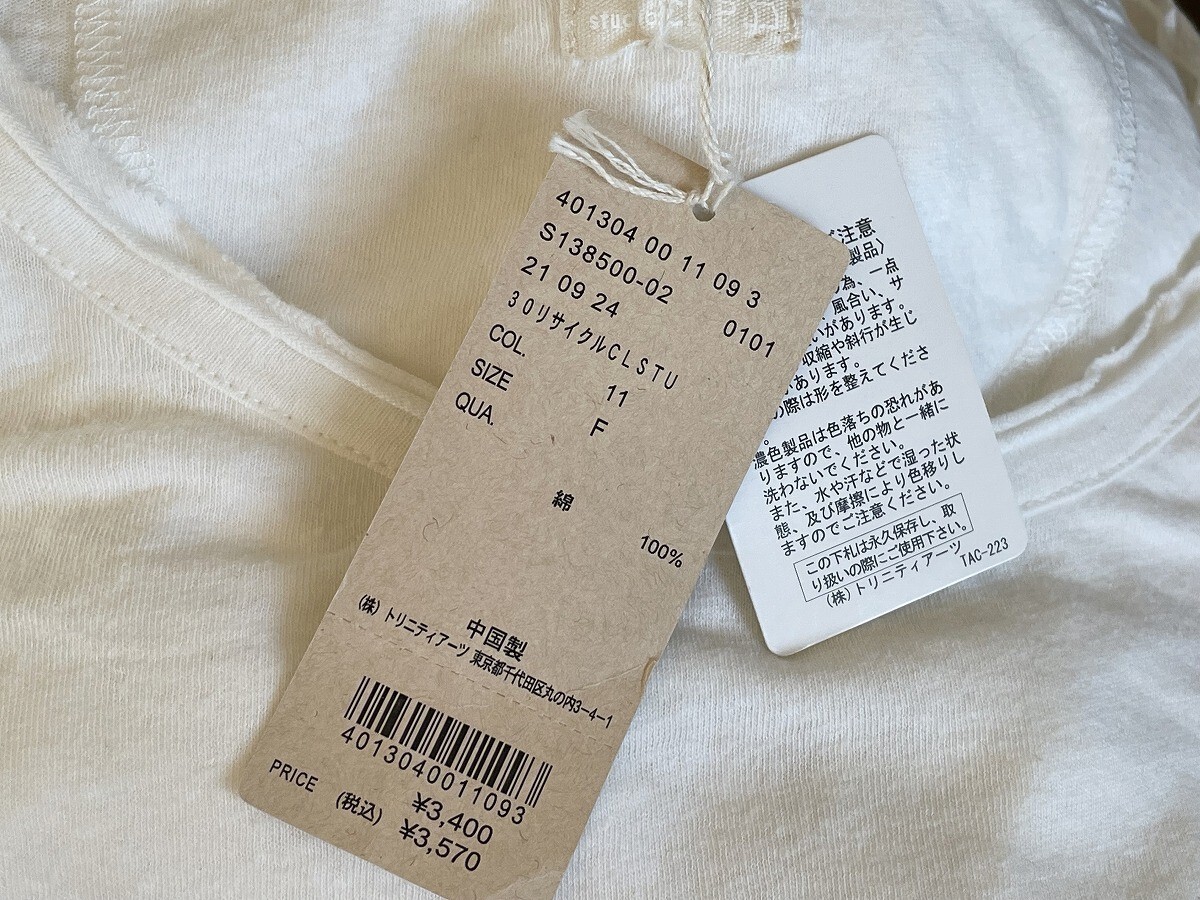 401304 00 11 09 3
S138500-02
21 09 24 0101
30リサイクルCLSTU
COL. 11
SIZE F
QUA.
綿
100%
中国製
(株) トリニティアーツ 東京都千代田区丸の内3-4-1
4013040011093
PRICE ¥3,400
(税込) ¥3,570
注意
製品〉
為、一点
風合い、サ
いがあります。
収縮や斜行が生じ
があります。
の際は形を整えてくださ
。
濃色製品は色落ちの恐れがあ
りますので、他の物と一緒に
洗わないでください。
また、水や汗などで湿った状
態、及び摩擦により色移りし
ますのでご注意ください。
この下札は永久保存し、取
り扱いの際にご使用下さい。
(株)トリニティアーツ
TAC-223